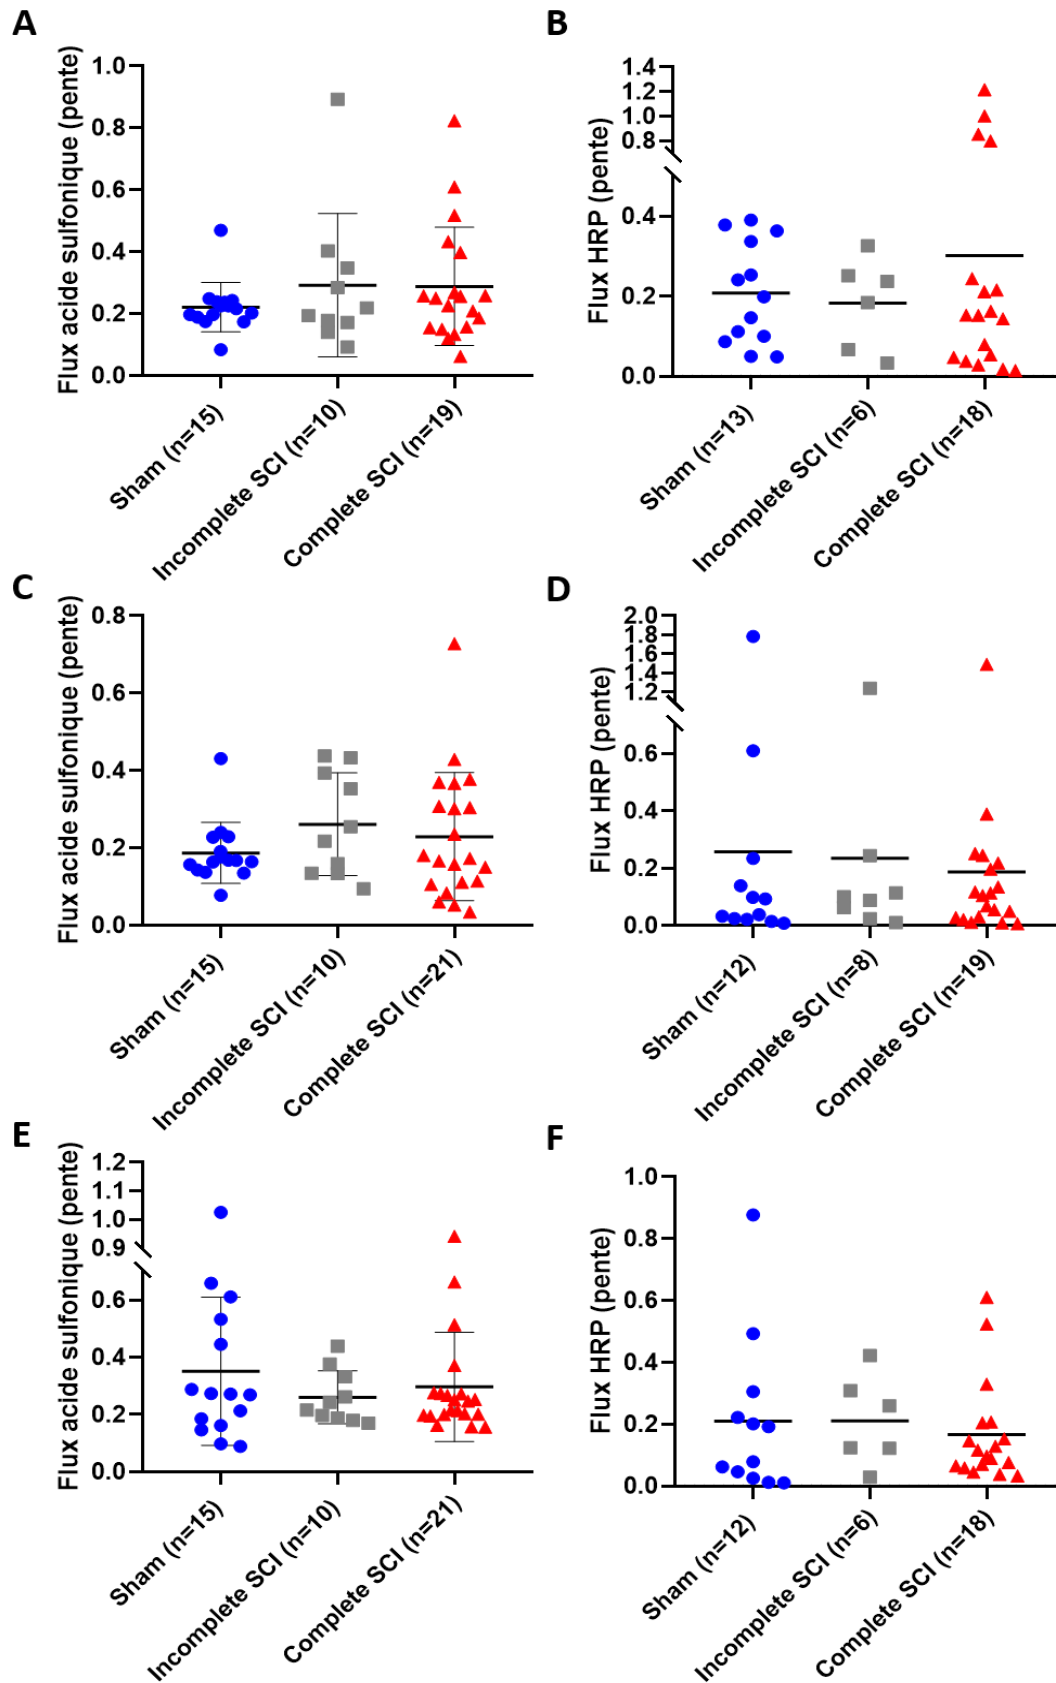 A
Flux acide sulfonique (pente)
1.0
0.8
0.6
0.4
0.2
0.0
Sham (n=15)
Incomplete SCI (n=10)
Complete SCI (n=19)
B
Flux HRP (pente)
1.4
1.2
1.0
0.8
0.4
0.2
0.0
Sham (n=13)
Incomplete SCI (n=6)
Complete SCI (n=18)
C
Flux acide sulfonique (pente)
0.8
0.6
0.4
0.2
0.0
Sham (n=15)
Incomplete SCI (n=10)
Complete SCI (n=21)
D
Flux HRP (pente)
2.0
1.8
1.6
1.4
1.2
0.6
0.4
0.2
0.0
Sham (n=12)
Incomplete SCI (n=8)
Complete SCI (n=19)
E
Flux acide sulfonique (pente)
1.2
1.1
1.0
0.9
0.6
0.4
0.2
0.0
Sham (n=15)
Incomplete SCI (n=10)
Complete SCI (n=21)
F
Flux HRP (pente)
1.0
0.8
0.6
0.4
0.2
0.0
Sham (n=12)
Incomplete SCI (n=6)
Complete SCI (n=18)